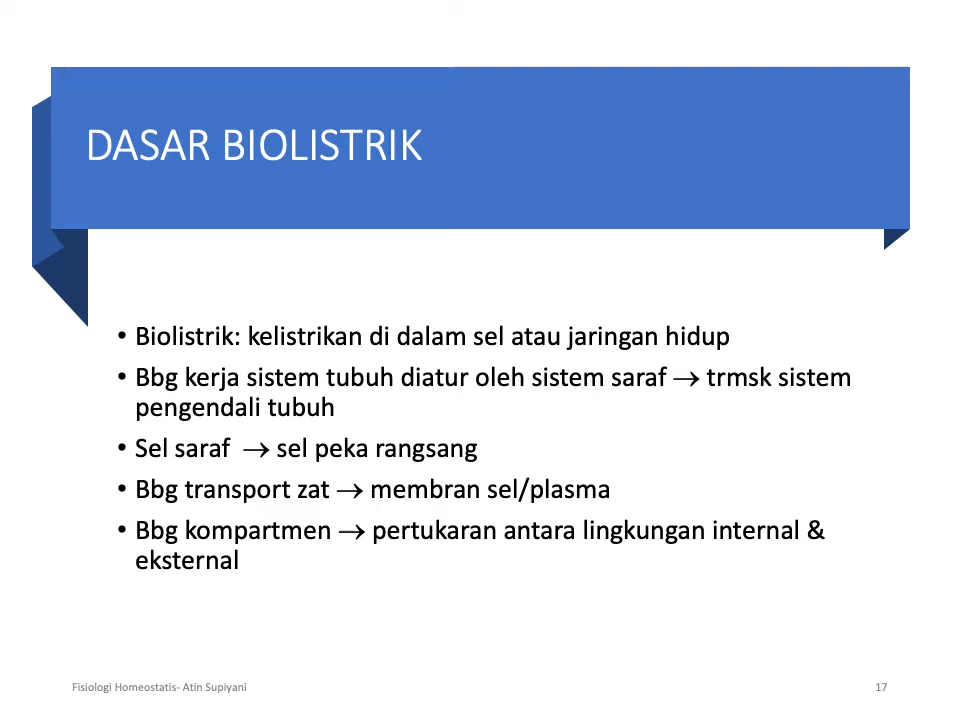 DASAR BIOLISTRIK
• Biolistrik: kelistrikan di dalam sel atau jaringan hidup
• Bbg kerja sistem tubuh diatur oleh sistem saraf → trmsk sistem
pengendali tubuh
• Sel saraf → sel peka rangsang
• Bbg transport zat → membran sel/plasma
• Bbg kompartmen → pertukaran antara lingkungan internal &
eksternal
Fisiologi Homeostatis- Atin Supiyani
17